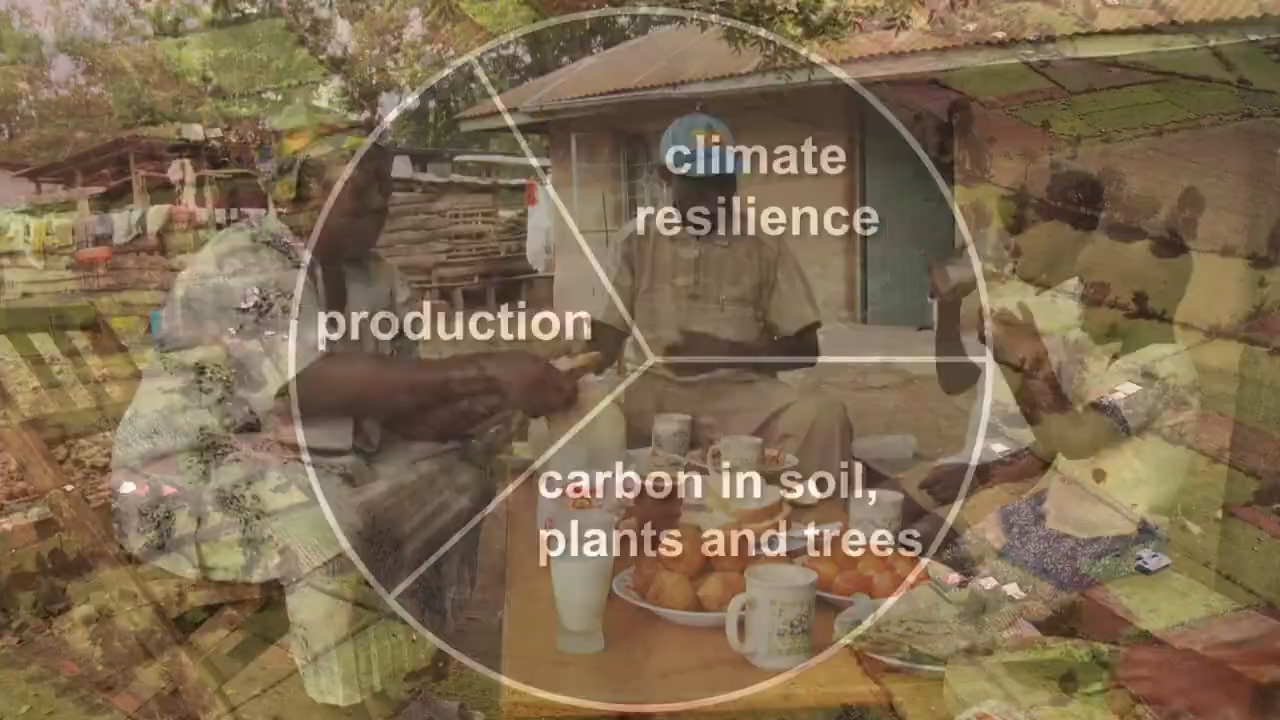 climate
resilience
production
carbon in soil,
plants and trees